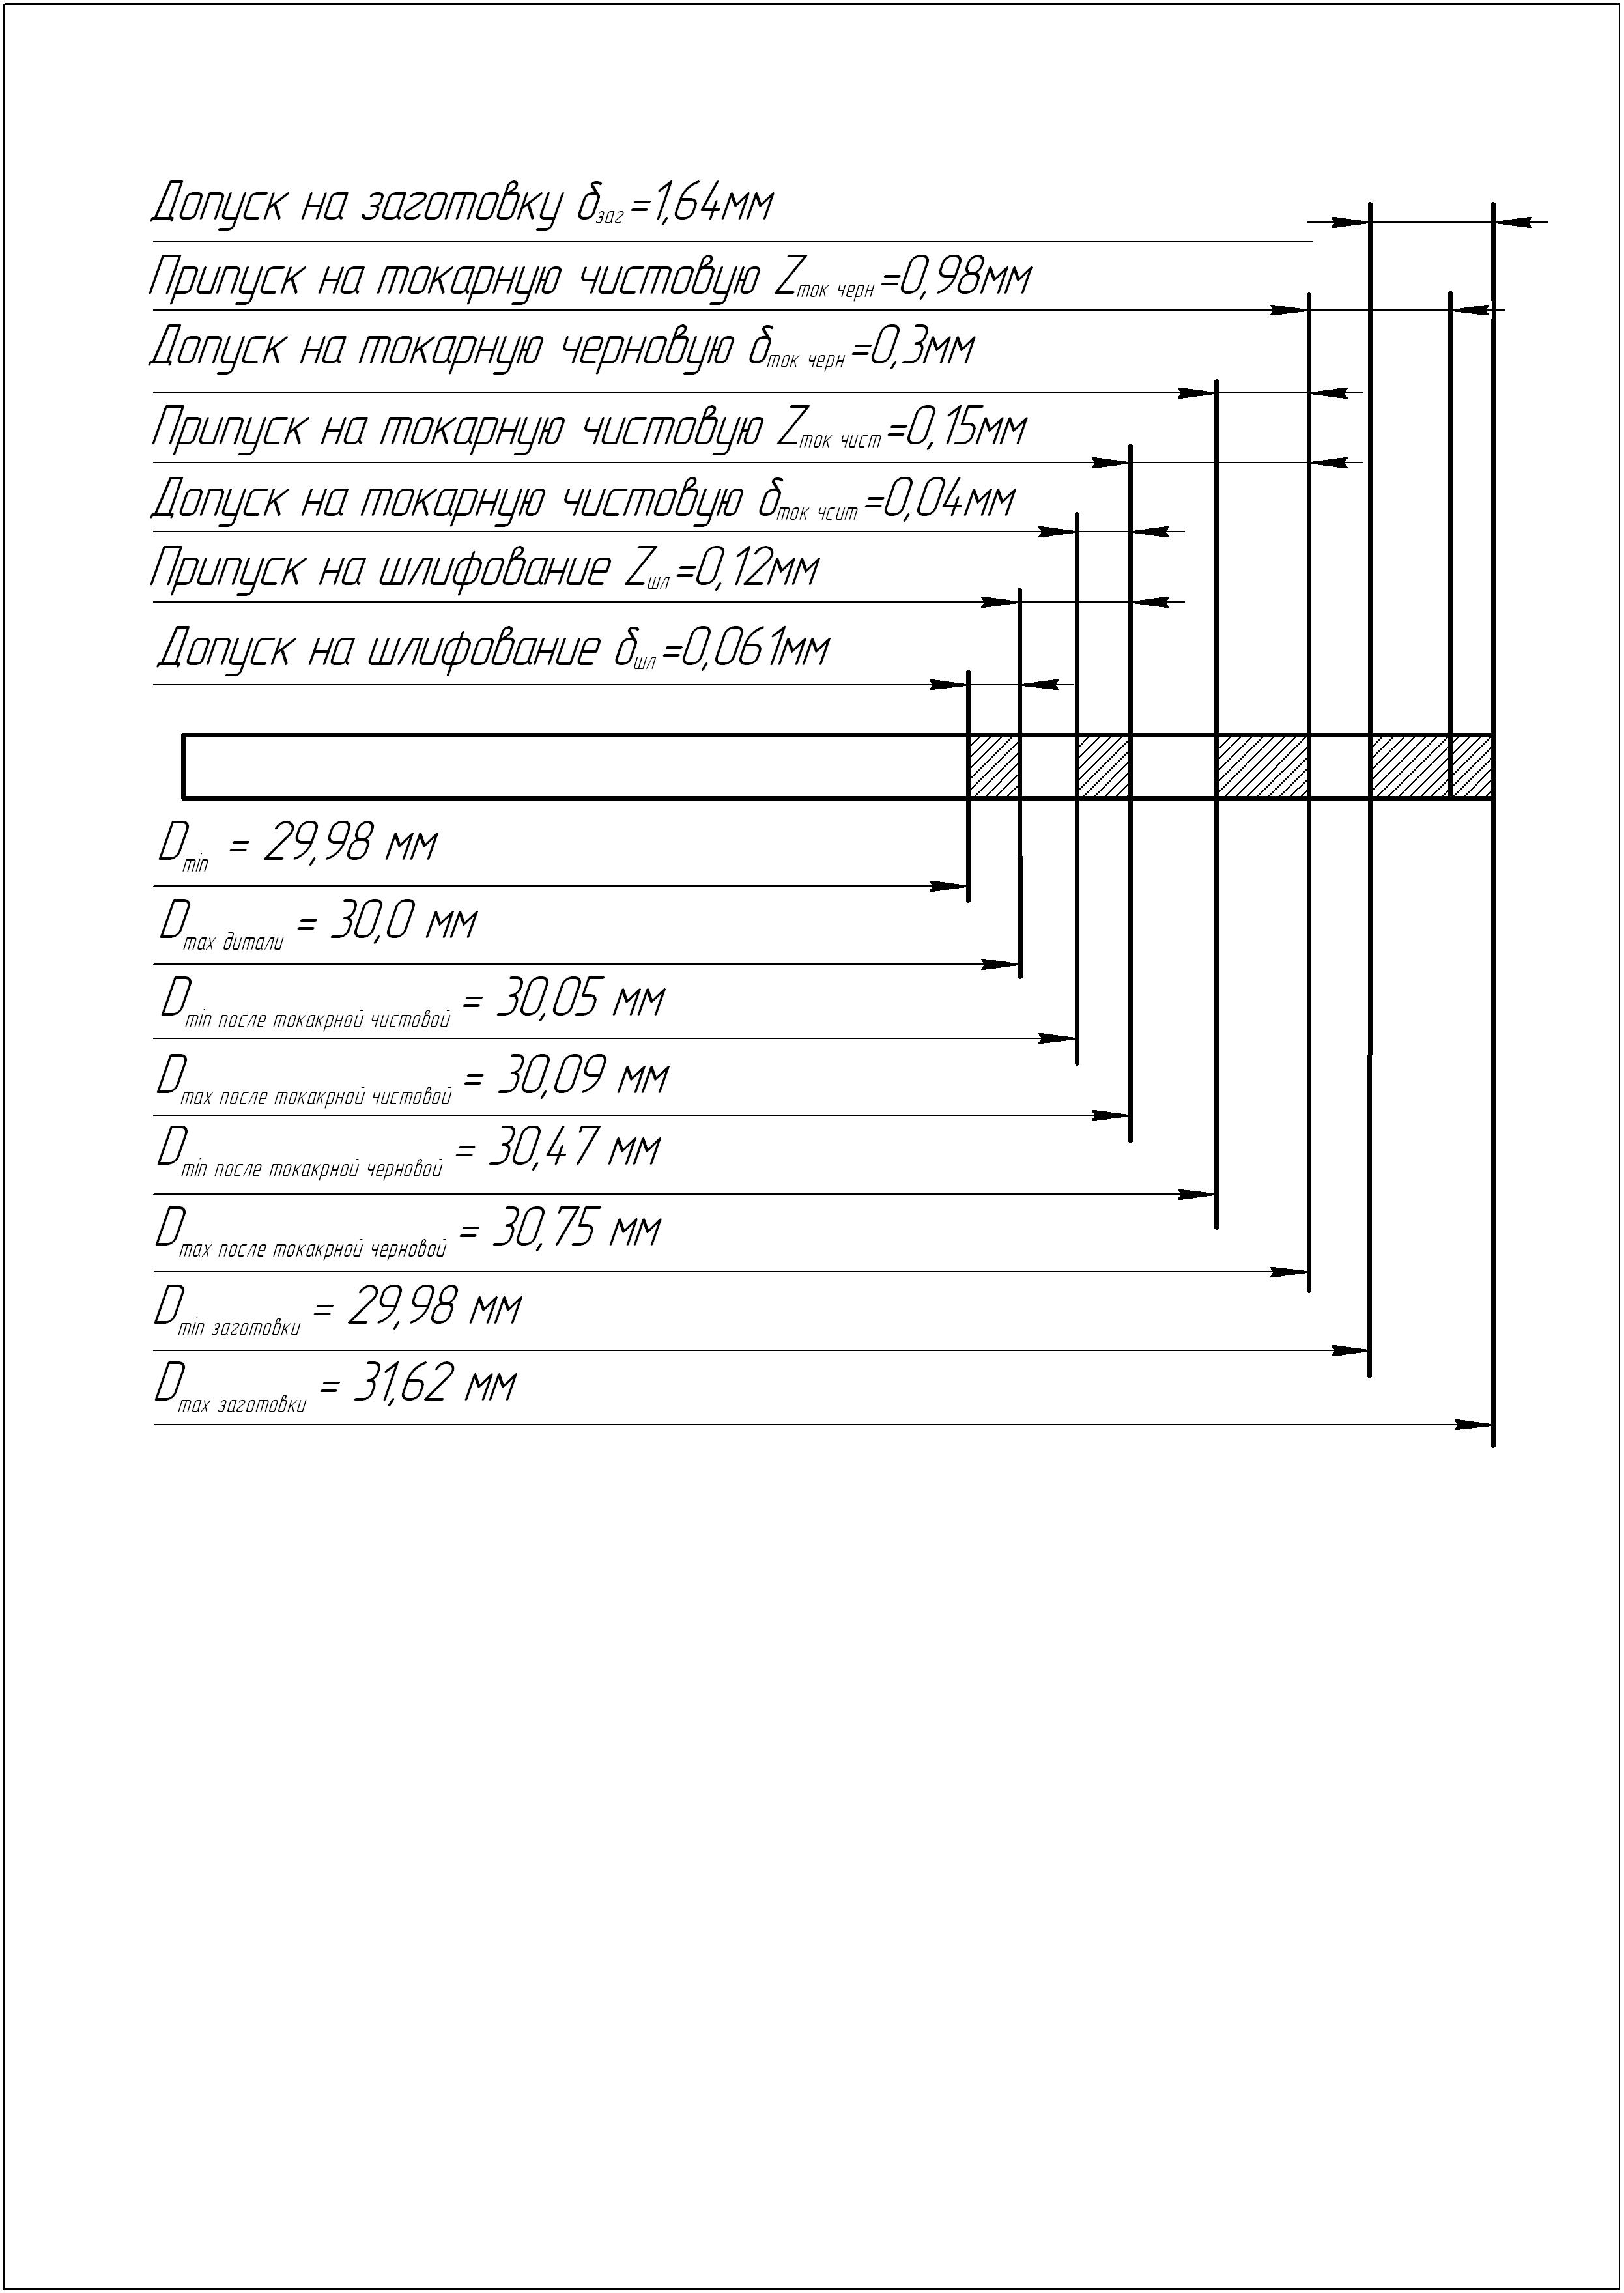 Допуск на заготовку δзаг=1,64мм
Припуск на токарную чистовую Zток черн=0,98мм
Допуск на токарную черновую δток черн=0,3мм
Припуск на токарную чистовую Zток чист=0,15мм
Допуск на токарную чистовую δток чсит=0,04мм
Припуск на шлифование Zшл=0,12мм
Допуск на шлифование δшл=0,061мм
Dmin = 29,98 мм
Dmax дитали = 30,0 мм
Dmin после токакрной чистовой = 30,05 мм
Dmax после токакрной чистовой = 30,09 мм
Dmin после токакрной черновой = 30,47 мм
Dmax после токакрной черновой = 30,75 мм
Dmin заготовки = 29,98 мм
Dmax заготовки = 31,62 мм